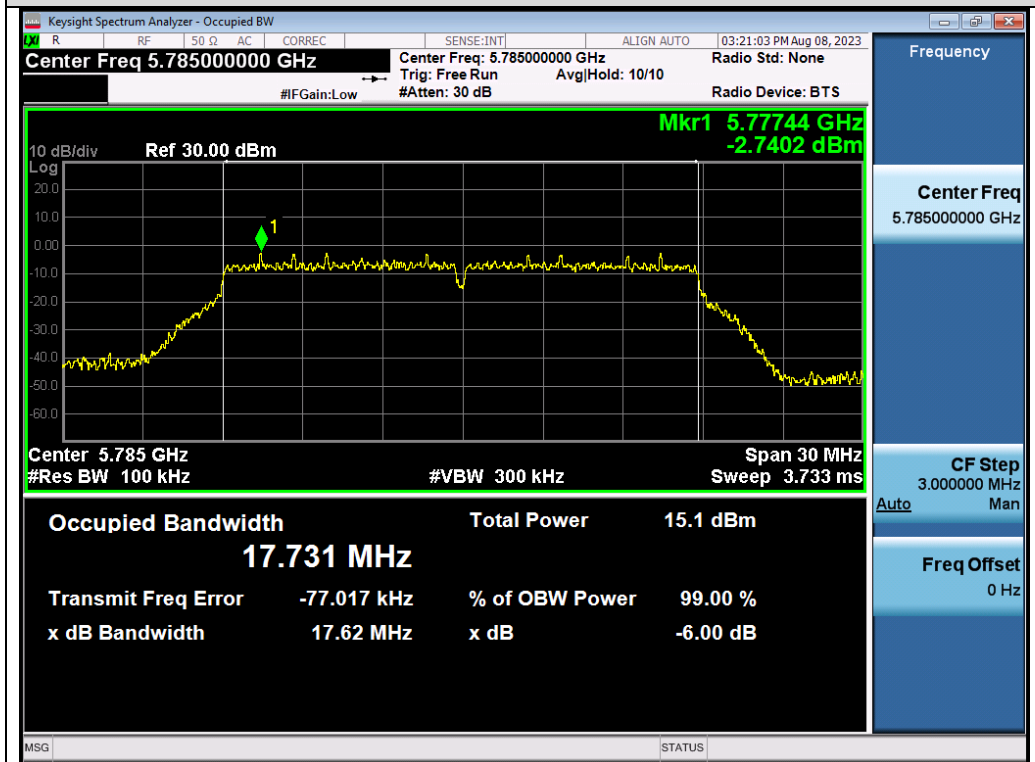 Keysight Spectrum Analyzer - Occupied BW
LXI R RF 50 Ω AC CORREC SENSE:INT ALIGN AUTO 03:21:03 PM Aug 08, 2023
Center Freq 5.785000000 GHz
#IFGain:Low
Center Freq: 5.785000000 GHz
Trig: Free Run Avg|Hold: 10/10
#Atten: 30 dB
Radio Std: None
Radio Device: BTS
Mkr1 5.77744 GHz
-2.7402 dBm
10 dB/div Ref 30.00 dBm
Log
20.0
10.0
0.00
-10.0
-20.0
-30.0
-40.0
-50.0
-60.0
1
Center 5.785 GHz Span 30 MHz
#Res BW 100 kHz #VBW 300 kHz Sweep 3.733 ms
Occupied Bandwidth Total Power 15.1 dBm
17.731 MHz
Transmit Freq Error -77.017 kHz % of OBW Power 99.00 %
x dB Bandwidth 17.62 MHz x dB -6.00 dB
Frequency
Center Freq
5.785000000 GHz
CF Step
3.000000 MHz
Auto Man
Freq Offset
0 Hz
MSG STATUS